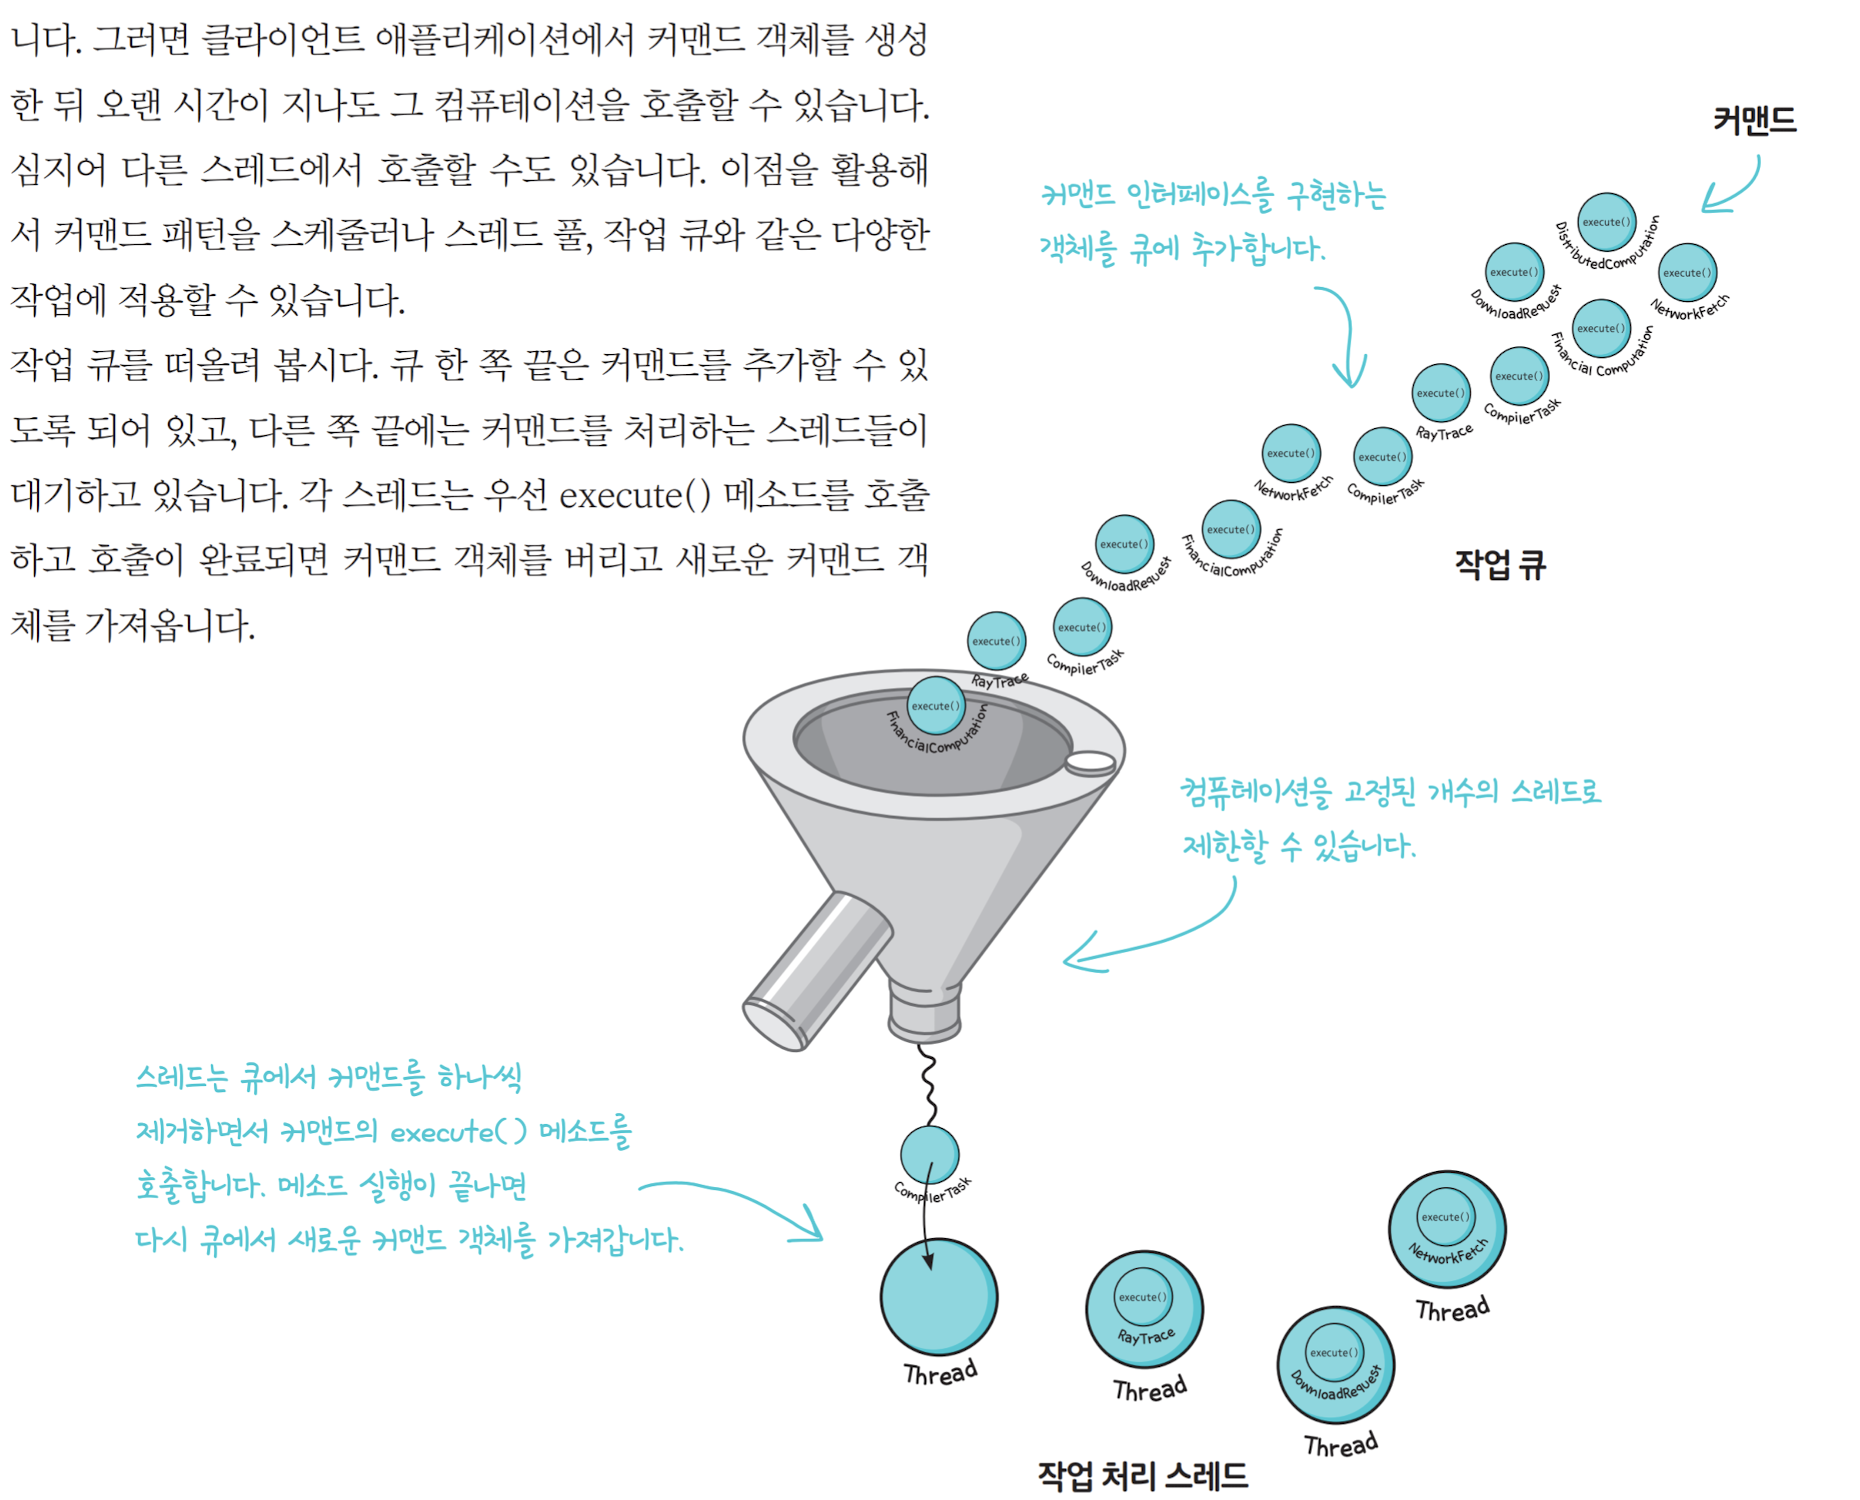 니다. 그러면 클라이언트 애플리케이션에서 커맨드 객체를 생성
한 뒤 오랜 시간이 지나도 그 컴퓨테이션을 호출할 수 있습니다.
심지어 다른 스레드에서 호출할 수도 있습니다. 이점을 활용해
서 커맨드 패턴을 스케줄러나 스레드 풀, 작업 큐와 같은 다양한
작업에 적용할 수 있습니다.
작업 큐를 떠올려 봅시다. 큐 한 쪽 끝은 커맨드를 추가할 수 있
도록 되어 있고, 다른 쪽 끝에는 커맨드를 처리하는 스레드들이
대기하고 있습니다. 각 스레드는 우선 execute() 메소드를 호출
하고 호출이 완료되면 커맨드 객체를 버리고 새로운 커맨드 객
체를 가져옵니다.
커맨드
커맨드 인터페이스를 구현하는
객체를 큐에 추가합니다.
execute()
DistributedComputation
execute()
DownloadRequest
execute()
NetworkFetch
execute()
Financial Computation
execute()
CompilerTask
execute()
RayTrace
execute()
NetworkFetch
execute()
CompilerTask
execute()
DownloadRequest
execute()
FinancialComputation
작업 큐
execute()
RayTrace
execute()
CompilerTask
execute()
FinancialComputation
컴퓨테이션을 고정된 개수의 스레드로
제한할 수 있습니다.
스레드는 큐에서 커맨드를 하나씩
제거하면서 커맨드의 execute() 메소드를
호출합니다. 메소드 실행이 끝나면
다시 큐에서 새로운 커맨드 객체를 가져갑니다.
CompilerTask
Thread
execute()
RayTrace
Thread
execute()
DownloadRequest
Thread
execute()
NetworkFetch
Thread
작업 처리 스레드